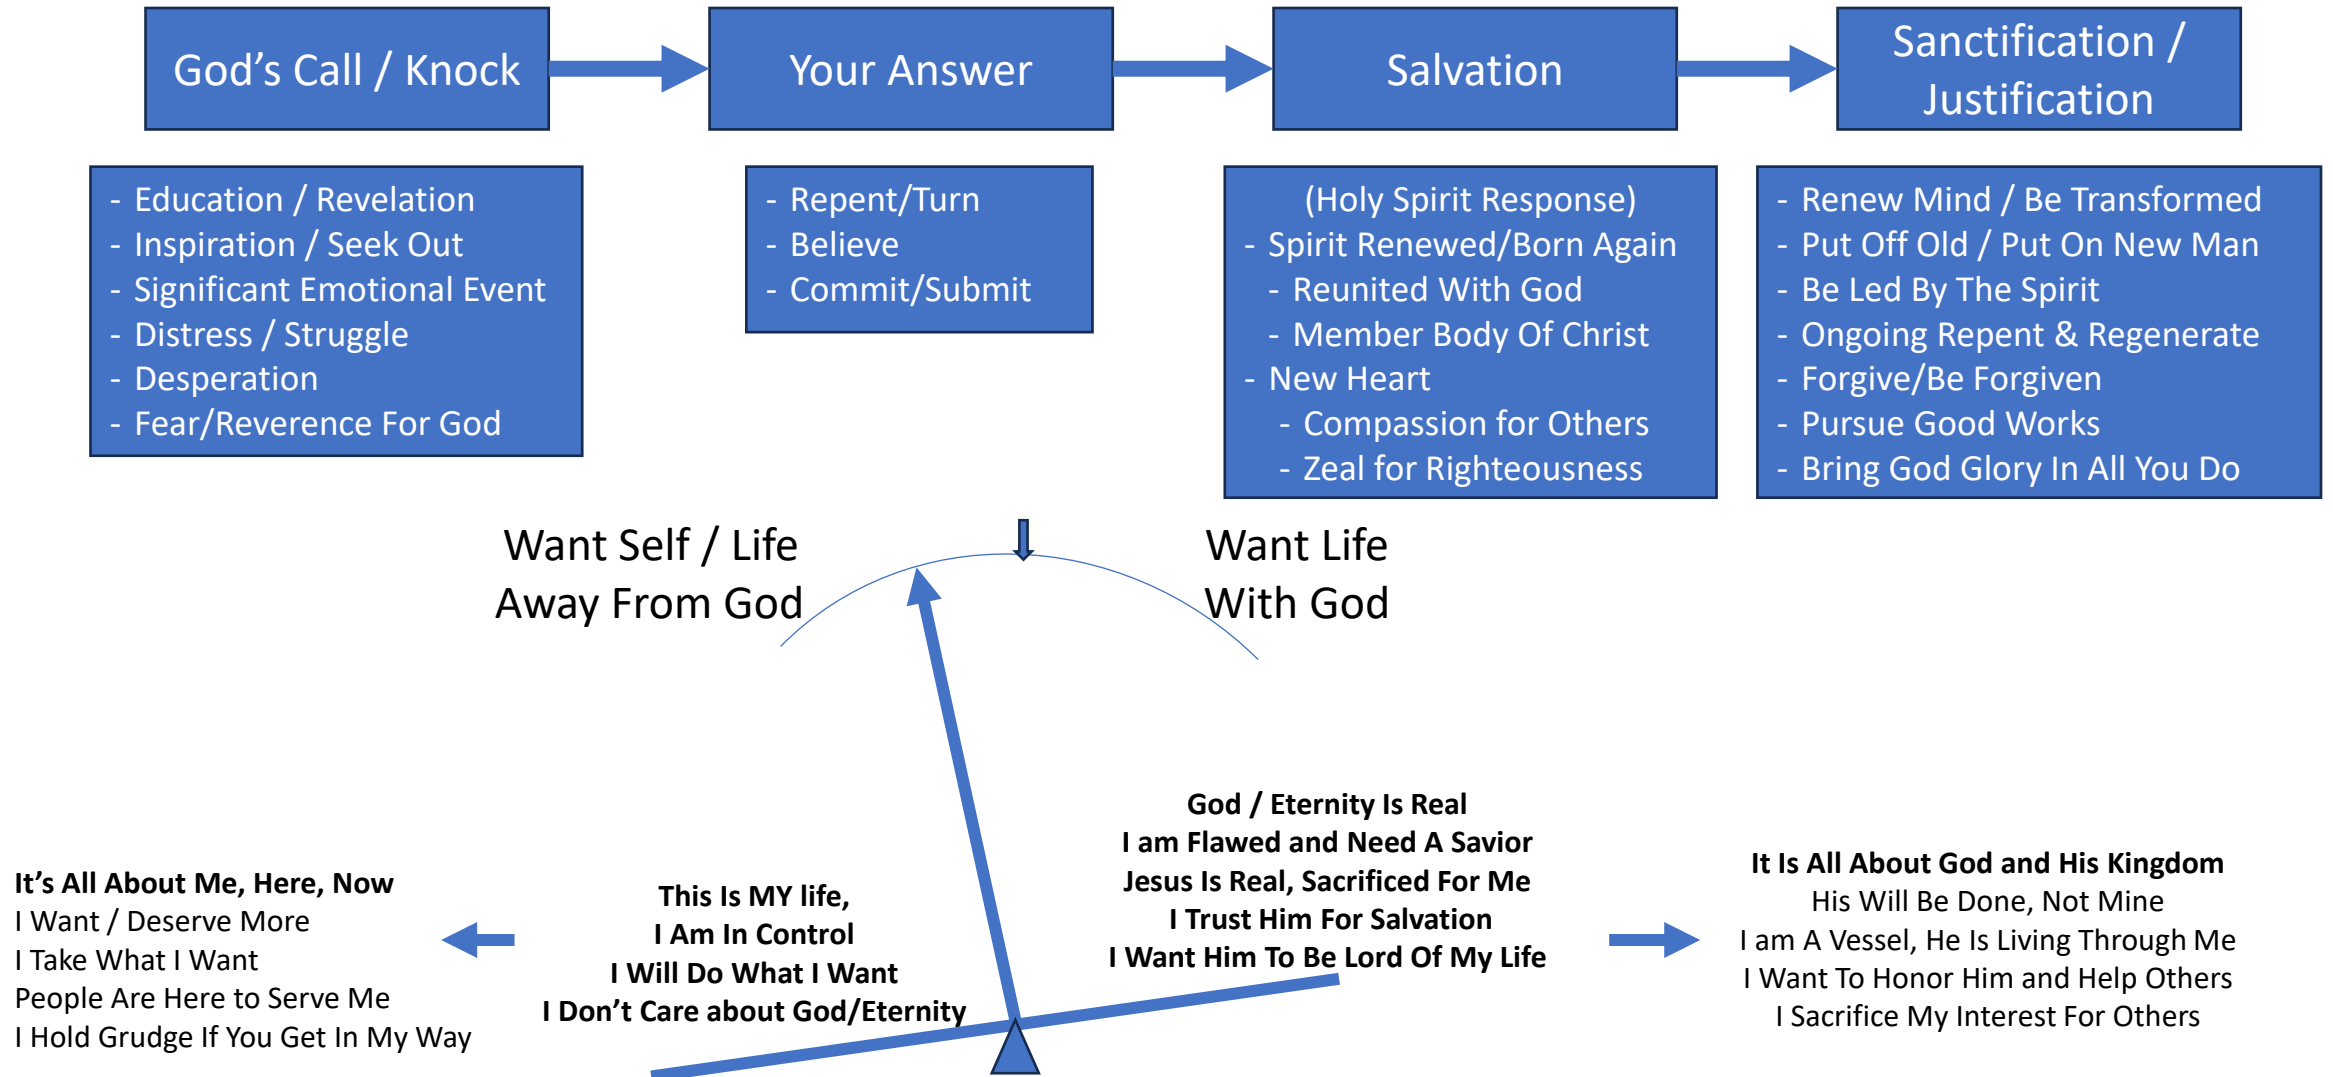 God's Call / Knock
Your Answer
Salvation
Sanctification /
Justification
- Education / Revelation
- Inspiration / Seek Out
- Significant Emotional Event
- Distress / Struggle
- Desperation
- Fear/Reverence For God
- Repent/Turn
- Believe
- Commit/Submit
(Holy Spirit Response)
- Spirit Renewed/Born Again
- Reunited With God
- Member Body Of Christ
- New Heart
- Compassion for Others
- Zeal for Righteousness
- Renew Mind / Be Transformed
- Put Off Old / Put On New Man
- Be Led By The Spirit
- Ongoing Repent & Regenerate
- Forgive/Be Forgiven
- Pursue Good Works
- Bring God Glory In All You Do
Want Self / Life
Away From God
Want Life
With God
It's All About Me, Here, Now
I Want / Deserve More
I Take What I Want
People Are Here to Serve Me
I Hold Grudge If You Get In My Way
This Is MY life,
I Am In Control
I Will Do What I Want
I Don't Care about God/Eternity
God / Eternity Is Real
I am Flawed and Need A Savior
Jesus Is Real, Sacrificed For Me
I Trust Him For Salvation
I Want Him To Be Lord Of My Life
It Is All About God and His Kingdom
His Will Be Done, Not Mine
I am A Vessel, He Is Living Through Me
I Want To Honor Him and Help Others
I Sacrifice My Interest For Others